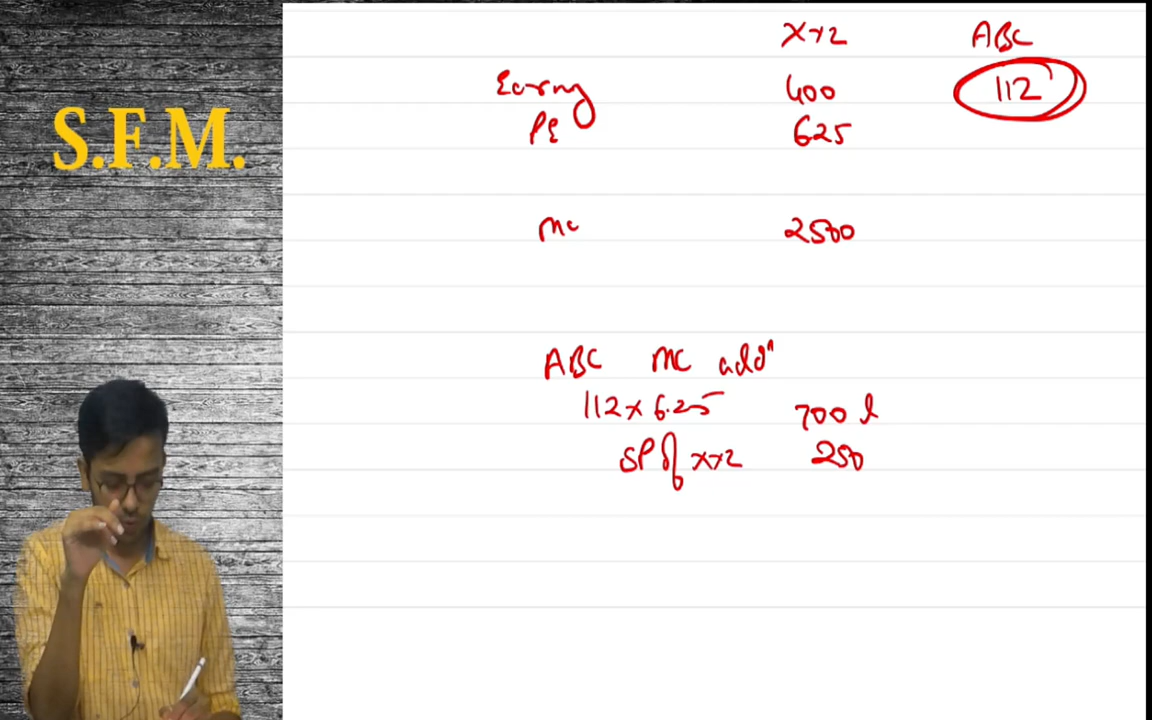 S.F.M.
XYZ ABC
Earning 400 112
PE 625
MC 2500
ABC MC addⁿ
112 x 6.25 700 l
SP of XYZ 250